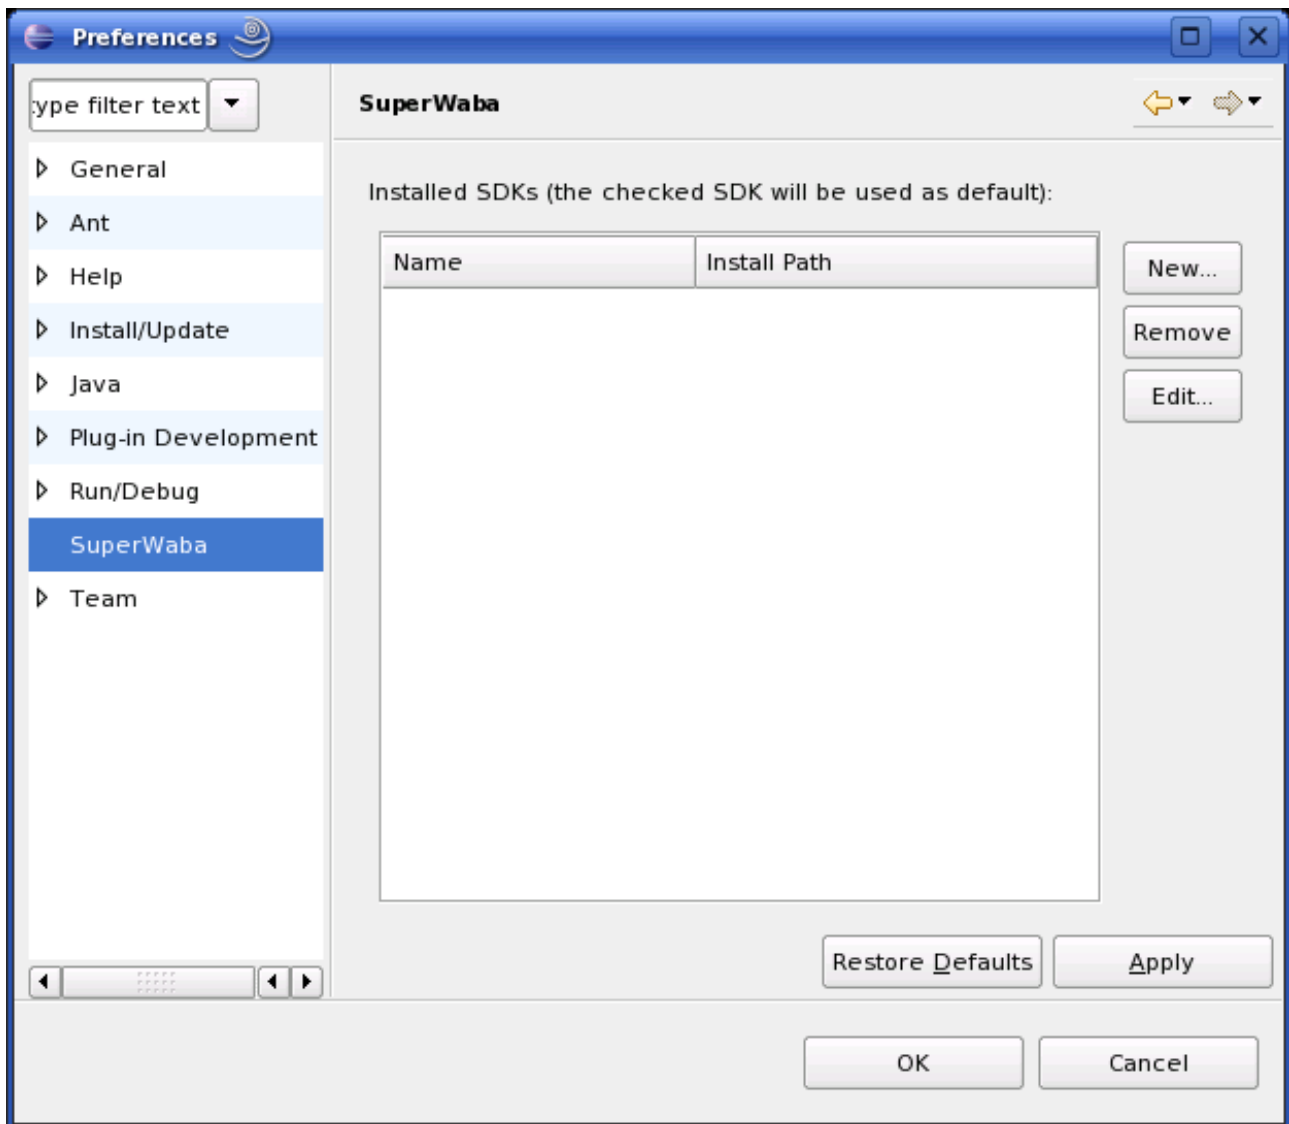 Preferences
ype filter text
SuperWaba
General
Ant
Help
Install/Update
Java
Plug-in Development
Run/Debug
SuperWaba
Team
Installed SDKs (the checked SDK will be used as default):
Name Install Path
New...
Remove
Edit...
Restore Defaults Apply
OK Cancel